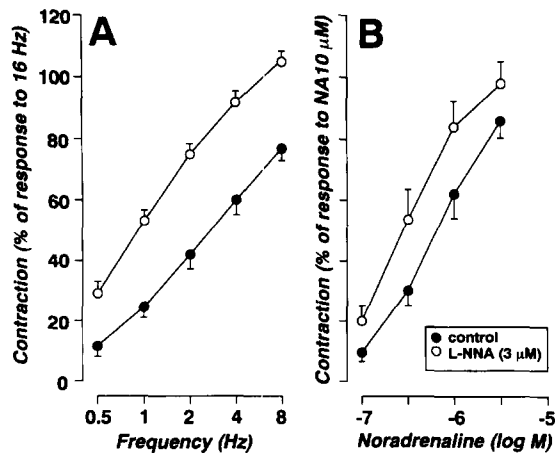 A
B
Contraction (% of response to 16 Hz)
120
100
80
60
40
20
0
0.5 1 2 4 8
Frequency (Hz)
Contraction (% of response to NA10 μM)
control
L-NNA (3 μM)
-7 -6 -5
Noradrenaline (log M)